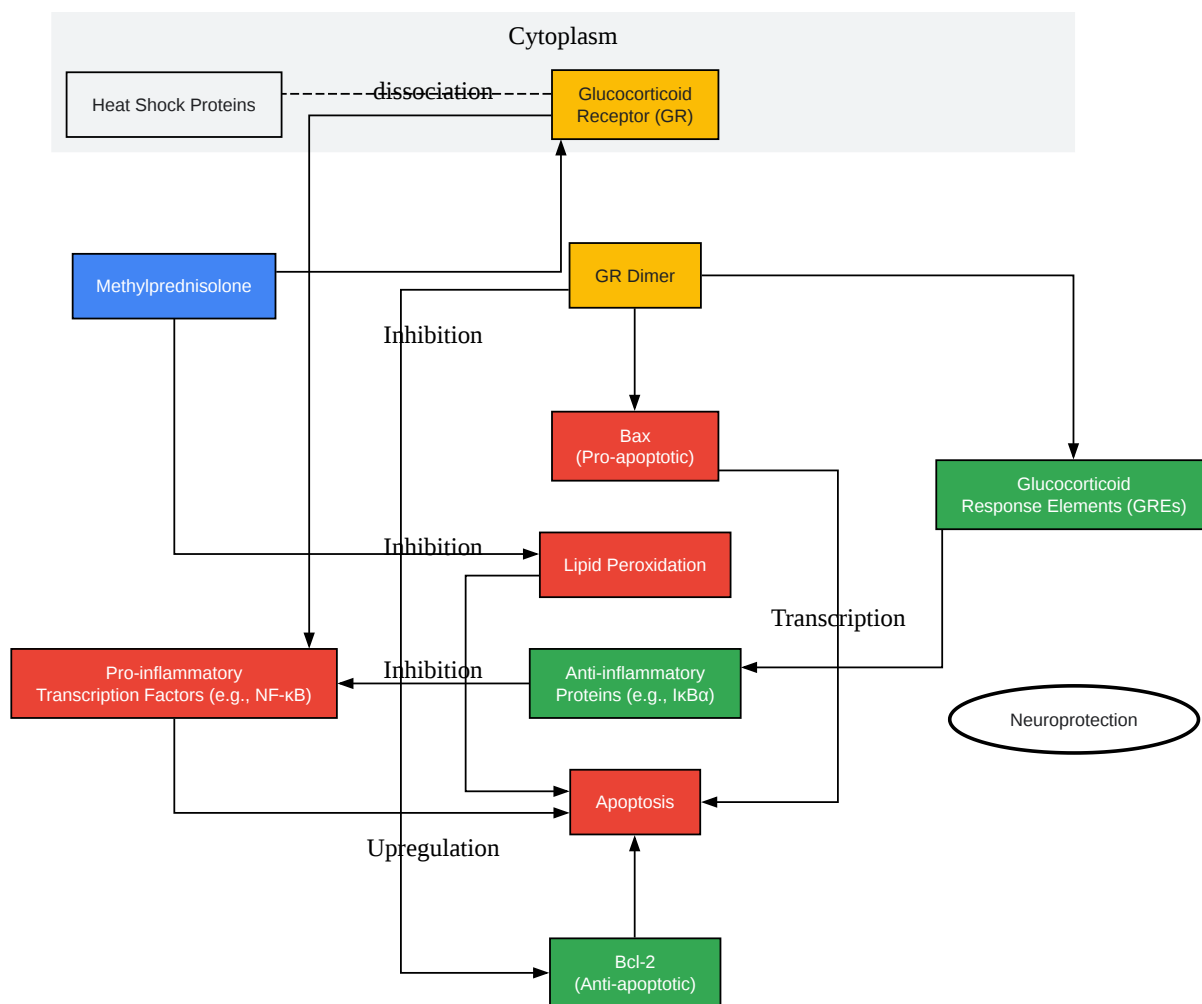 Cytoplasm
Heat Shock Proteins
dissociation
Glucocorticoid
Receptor (GR)
Methylprednisolone
GR Dimer
Inhibition
Bax
(Pro-apoptotic)
Glucocorticoid
Response Elements (GREs)
Inhibition
Lipid Peroxidation
Transcription
Pro-inflammatory
Transcription Factors (e.g., NF-κB)
Inhibition
Anti-inflammatory
Proteins (e.g., IκBα)
Neuroprotection
Apoptosis
Upregulation
Bcl-2
(Anti-apoptotic)